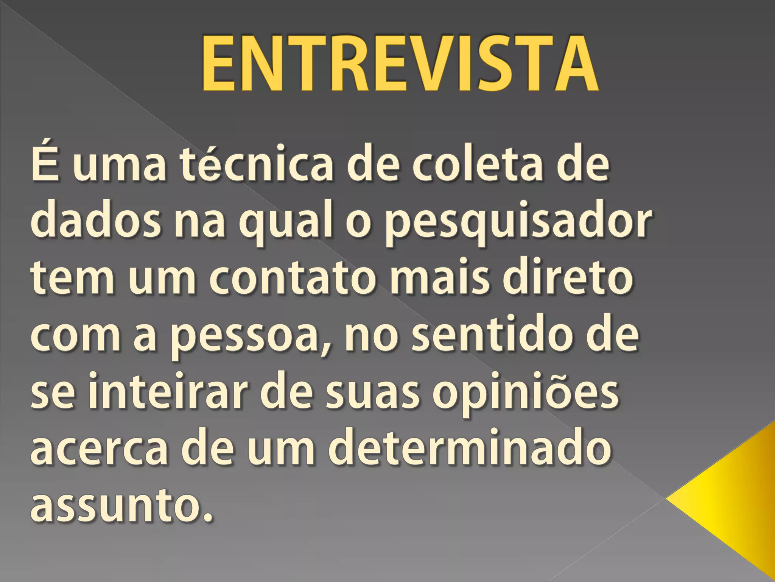 ENTREVISTA
É uma técnica de coleta de
dados na qual o pesquisador
tem um contato mais direto
com a pessoa, no sentido de
se inteirar de suas opiniões
acerca de um determinado
assunto.